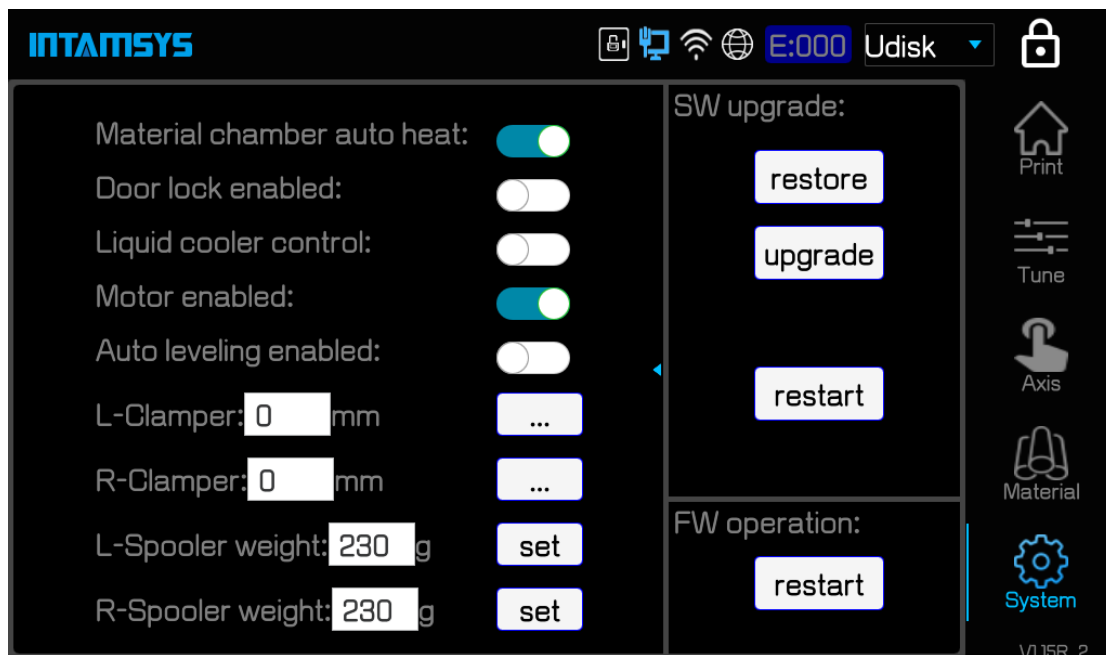 INTAMSYS
E:000 Udisk
Material chamber auto heat:
Door lock enabled:
Liquid cooler control:
Motor enabled:
Auto leveling enabled:
L-Clamper: 0 mm ...
R-Clamper: 0 mm ...
L-Spooler weight: 230 g set
R-Spooler weight: 230 g set
SW upgrade:
restore
upgrade
restart
FW operation:
restart
Print
Tune
Axis
Material
System